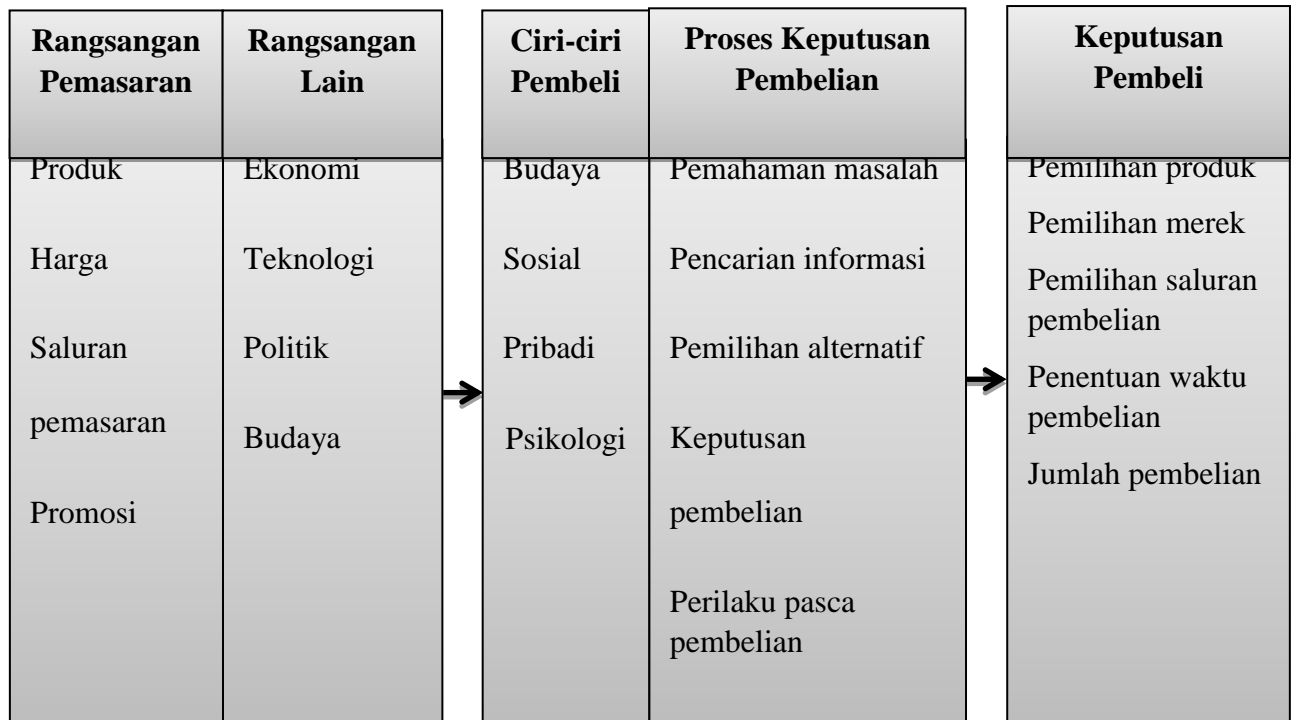 Rangsangan
Pemasaran
Produk
Harga
Saluran
pemasaran
Promosi
Rangsangan
Lain
Ekonomi
Teknologi
Politik
Budaya
Ciri-ciri
Pembeli
Budaya
Sosial
Pribadi
Psikologi
Proses Keputusan
Pembelian
Pemahaman masalah
Pencarian informasi
Pemilihan alternatif
Keputusan
pembelian
Perilaku pasca
pembelian
Keputusan
Pembeli
Pemilihan produk
Pemilihan merek
Pemilihan saluran
pembelian
Penentuan waktu
pembelian
Jumlah pembelian